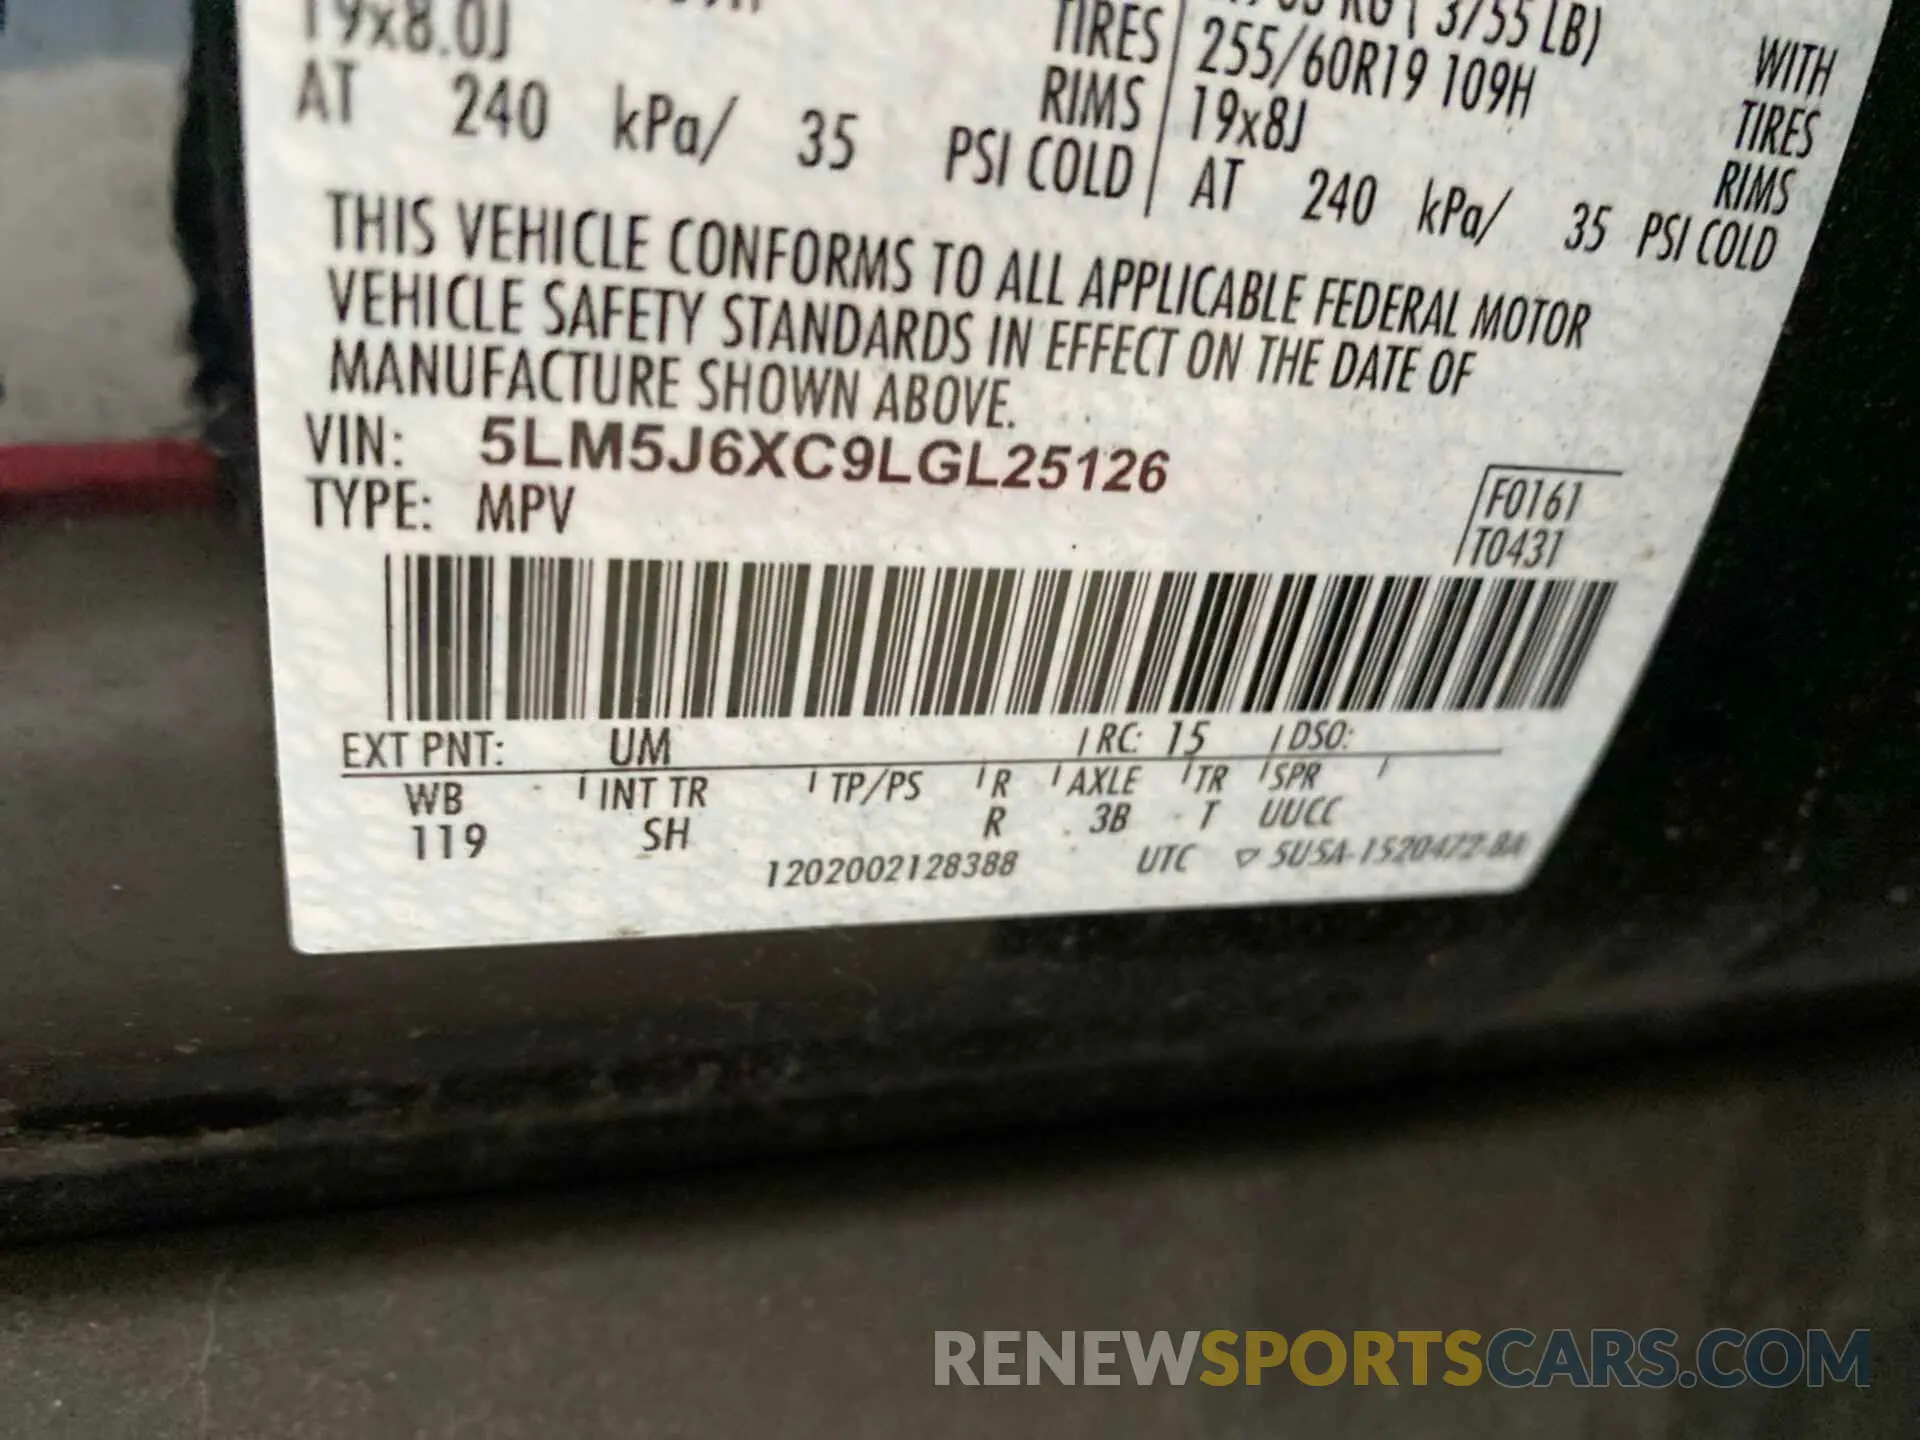 3755 LB)
19x8.0J TIRES 255/60R19 109H WITH
AT 240 kPa/ 35 RIMS 19x8J TIRES
PSI COLD AT 240 kPa/ 35 RIMS
PSI COLD
THIS VEHICLE CONFORMS TO ALL APPLICABLE FEDERAL MOTOR
VEHICLE SAFETY STANDARDS IN EFFECT ON THE DATE OF
MANUFACTURE SHOWN ABOVE.
VIN: 5LM5J6XC9LGL25126
TYPE: MPV
F0161
T0431
EXT PNT: UM RC: 15 DSO:
WB INT TR TP/PS R AXLE TR SPR
119 SH R 3B T UUCC
1202002128388 UTC ▽ 5U5A-1520472-BA
RENEWSPORTSCARS.COM